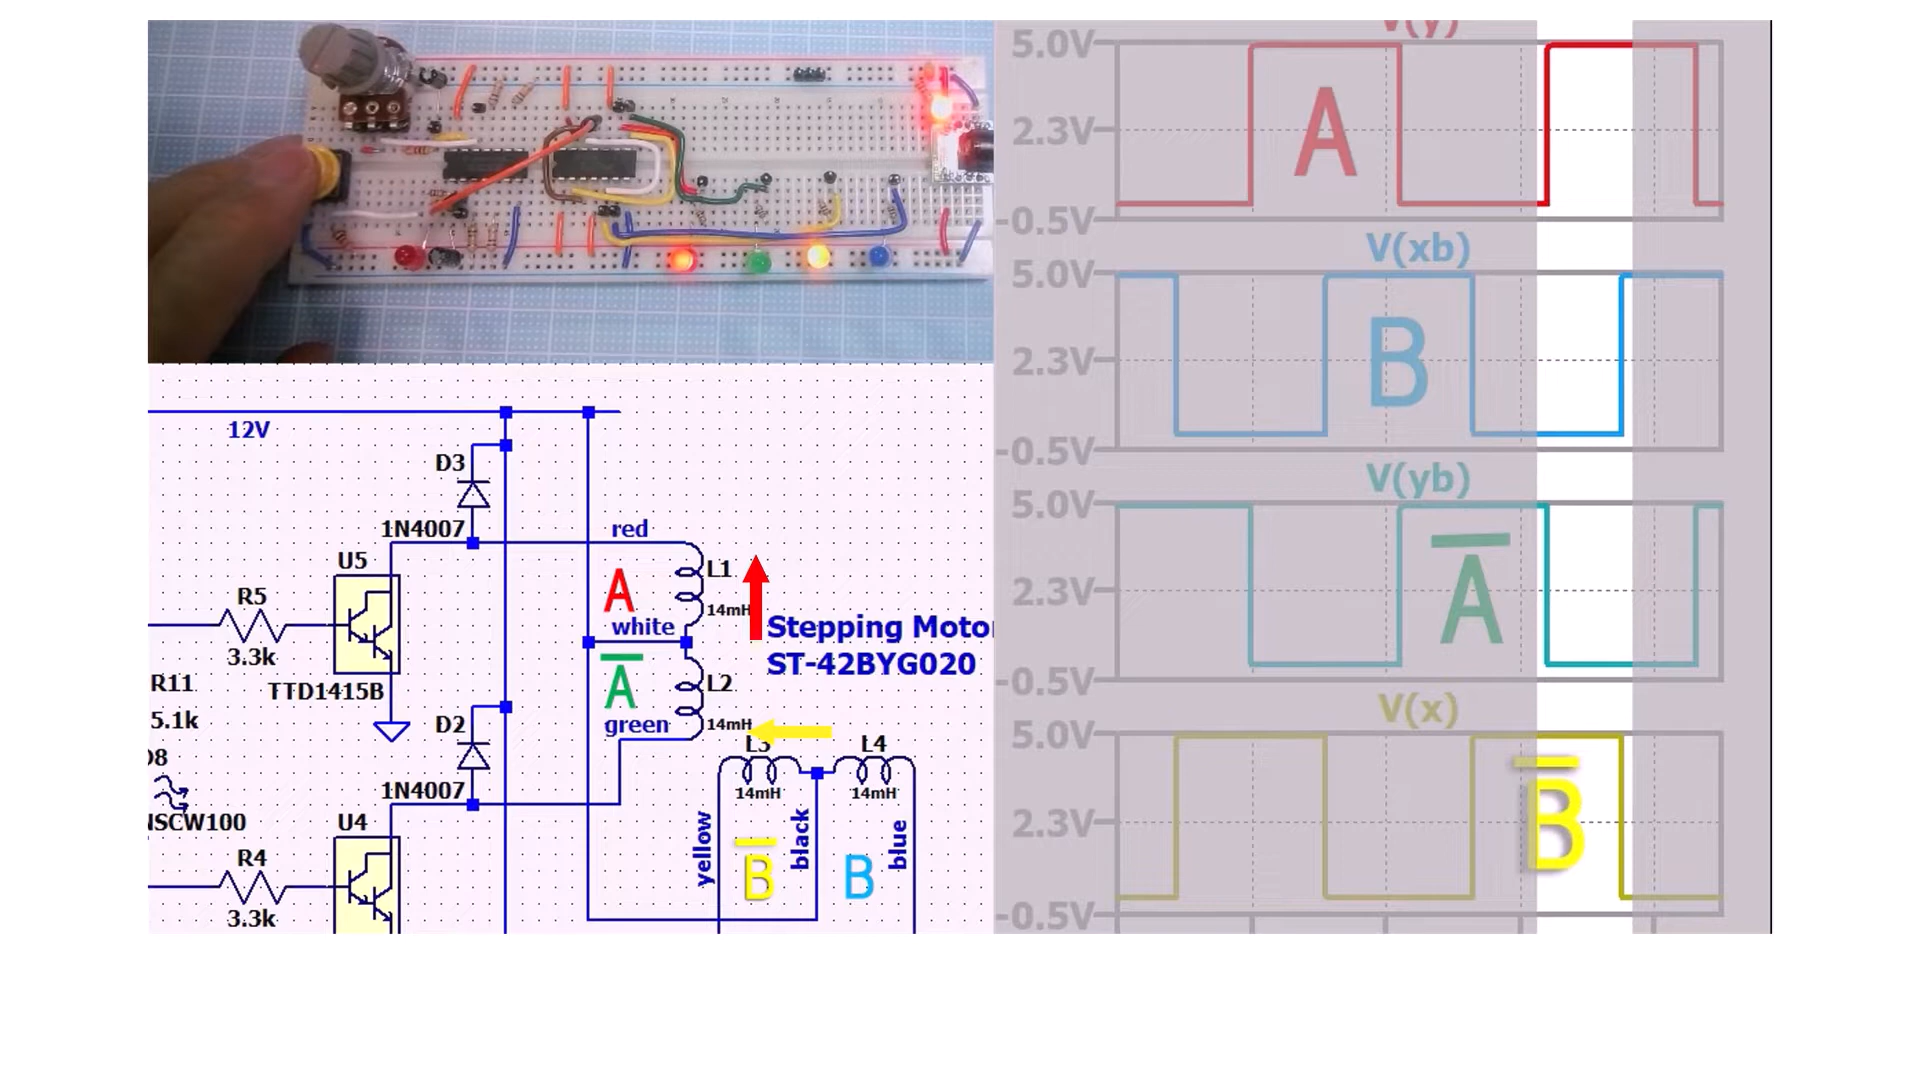 V(y)
5.0V
A
2.3V
-0.5V
V(xb)
5.0V
B
2.3V
-0.5V
V(yb)
5.0V
A
2.3V
-0.5V
V(x)
5.0V
B
2.3V
-0.5V
12V
D3
1N4007
red
U5
L1
R5
A
14mH
white
Stepping Moto
3.3k
ST-42BYG020
A
L2
R11
TTD1415B
5.1k
D2
green
14mH
L3
L4
D8
1N4007
14mH
14mH
NSCW100
U4
yellow
black
blue
R4
B
B
3.3k